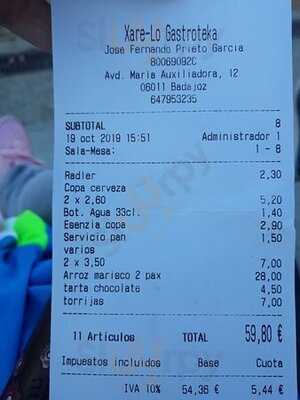 Xare-Lo Gastroteka
Jose Fernando Prieto Garcia
80069092C
Avd. Maria Auxiliadora, 12
06011 Badajoz
647953235
SUBTOTAL 8
19 oct 2019 15:51 Administrador 1
Sala-Mesa: 1 - 8
Radler 2,30
Copa cerveza
2 x 2,60 5,20
Bot. Agua 33cl. 1,40
Esenzia copa 2,90
Servicio pan 1,50
varios
2 x 3,50 7,00
Arroz marisco 2 pax 28,00
tarta chocolate 4,50
torrijas 7,00
11 Articulos TOTAL 59,80 €
Impuestos incluidos Base Cuota
IVA 10% 54,36 € 5,44 €